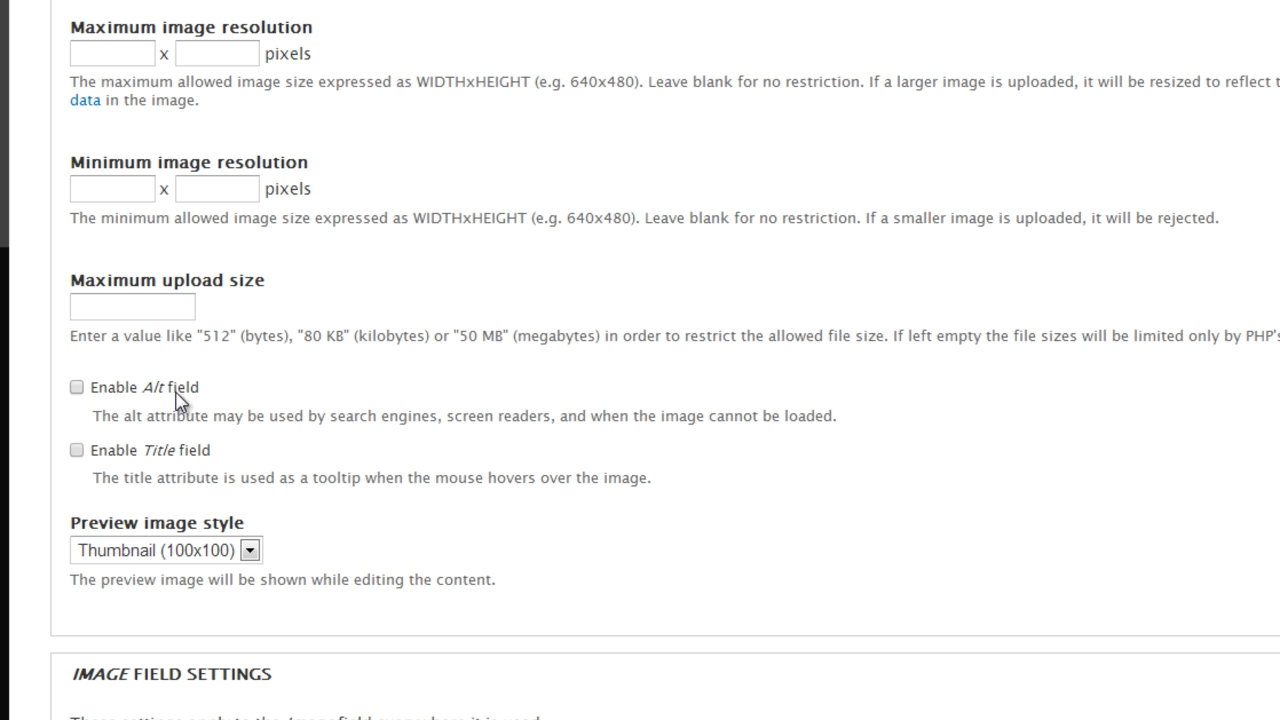 Maximum image resolution
x pixels
The maximum allowed image size expressed as WIDTHxHEIGHT (e.g. 640x480). Leave blank for no restriction. If a larger image is uploaded, it will be resized to reflect
data in the image.
Minimum image resolution
x pixels
The minimum allowed image size expressed as WIDTHxHEIGHT (e.g. 640x480). Leave blank for no restriction. If a smaller image is uploaded, it will be rejected.
Maximum upload size
Enter a value like "512" (bytes), "80 KB" (kilobytes) or "50 MB" (megabytes) in order to restrict the allowed file size. If left empty the file sizes will be limited only by PHP's
Enable Alt field
The alt attribute may be used by search engines, screen readers, and when the image cannot be loaded.
Enable Title field
The title attribute is used as a tooltip when the mouse hovers over the image.
Preview image style
Thumbnail (100x100)
The preview image will be shown while editing the content.
IMAGE FIELD SETTINGS